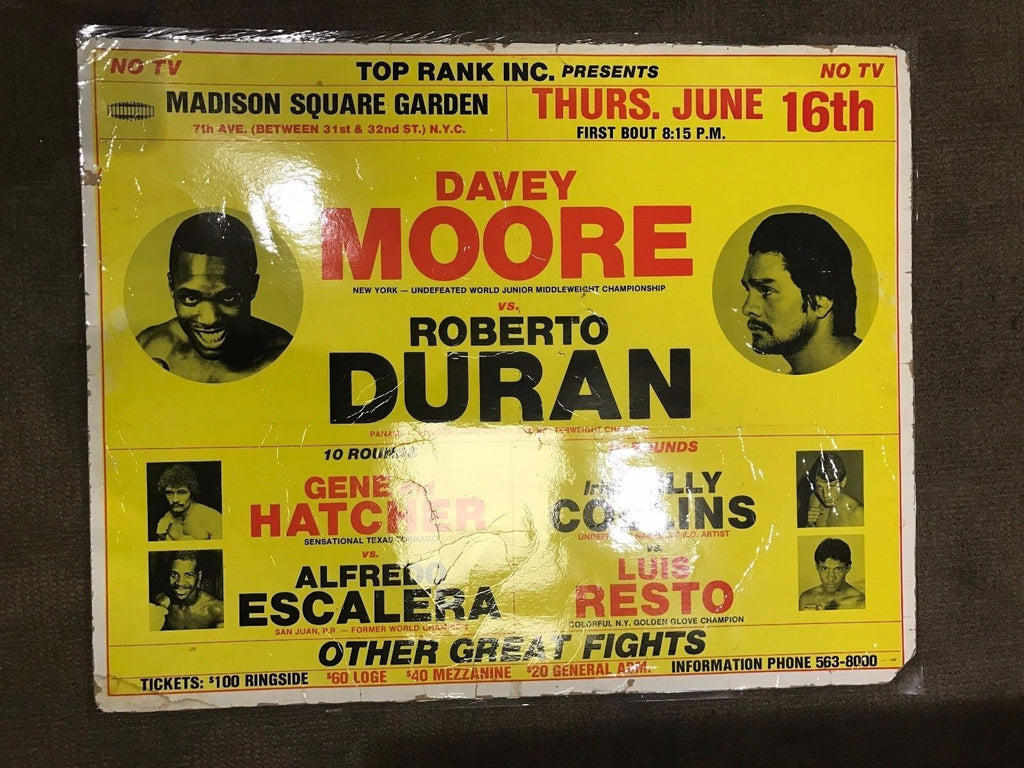 NO TV
TOP RANK INC. PRESENTS
NO TV
MADISON SQUARE GARDEN
7th AVE. (BETWEEN 31st & 32nd ST.) N.Y.C.
THURS. JUNE 16th
FIRST BOUT 8:15 P.M.
DAVEY
MOORE
NEW YORK — UNDEFEATED WORLD JUNIOR MIDDLEWEIGHT CHAMPIONSHIP
vs.
ROBERTO
DURAN
10 ROUNDS
GENE
HATCHER
SENSATIONAL TEXAS TORNADO
vs.
ALFREDO
ESCALERA
SAN JUAN, P.R. — FORMER WORLD CHAMPION
ROUNDS
COLLINS
K.O. ARTIST
vs.
LUIS
RESTO
COLORFUL N.Y. GOLDEN GLOVE CHAMPION
OTHER GREAT FIGHTS
TICKETS: $100 RINGSIDE $60 LOGE $40 MEZZANINE $20 GENERAL ADM. INFORMATION PHONE 563-8000